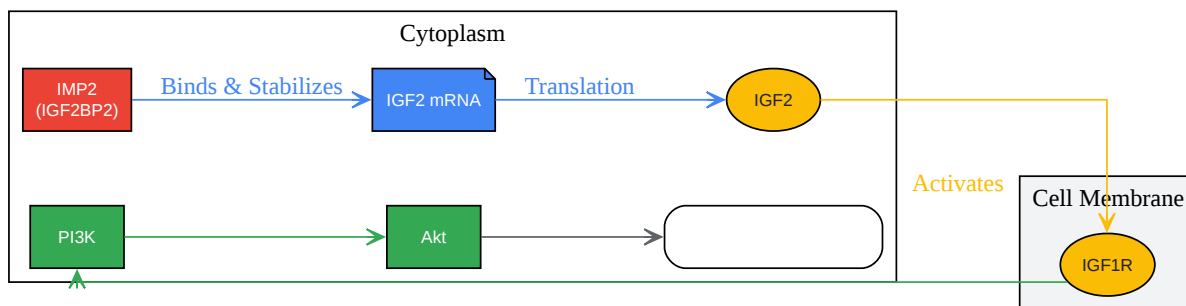 Cytoplasm
IMP2
(IGF2BP2)
Binds & Stabilizes
IGF2 mRNA
Translation
IGF2
Activates
Cell Membrane
PI3K
Akt
IGF1R